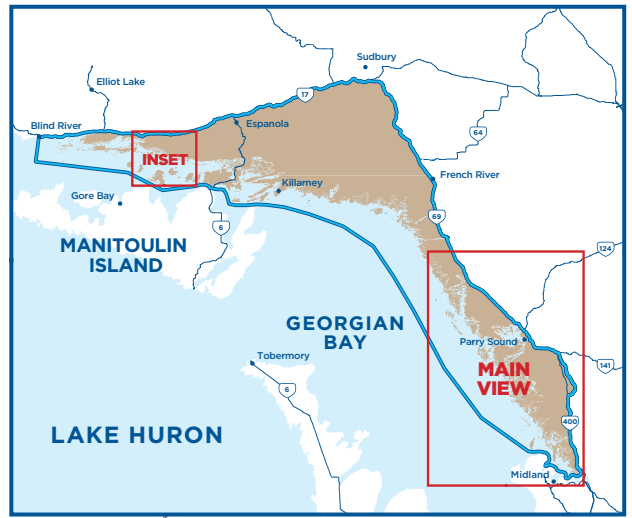 Sudbury
Elliot Lake
17
Blind River
Espanola
64
INSET
French River
Killarney
Gore Bay
69
6
MANITOULIN
ISLAND
124
GEORGIAN
BAY
Parry Sound
Tobermory
141
MAIN
VIEW
6
400
LAKE HURON
Midland